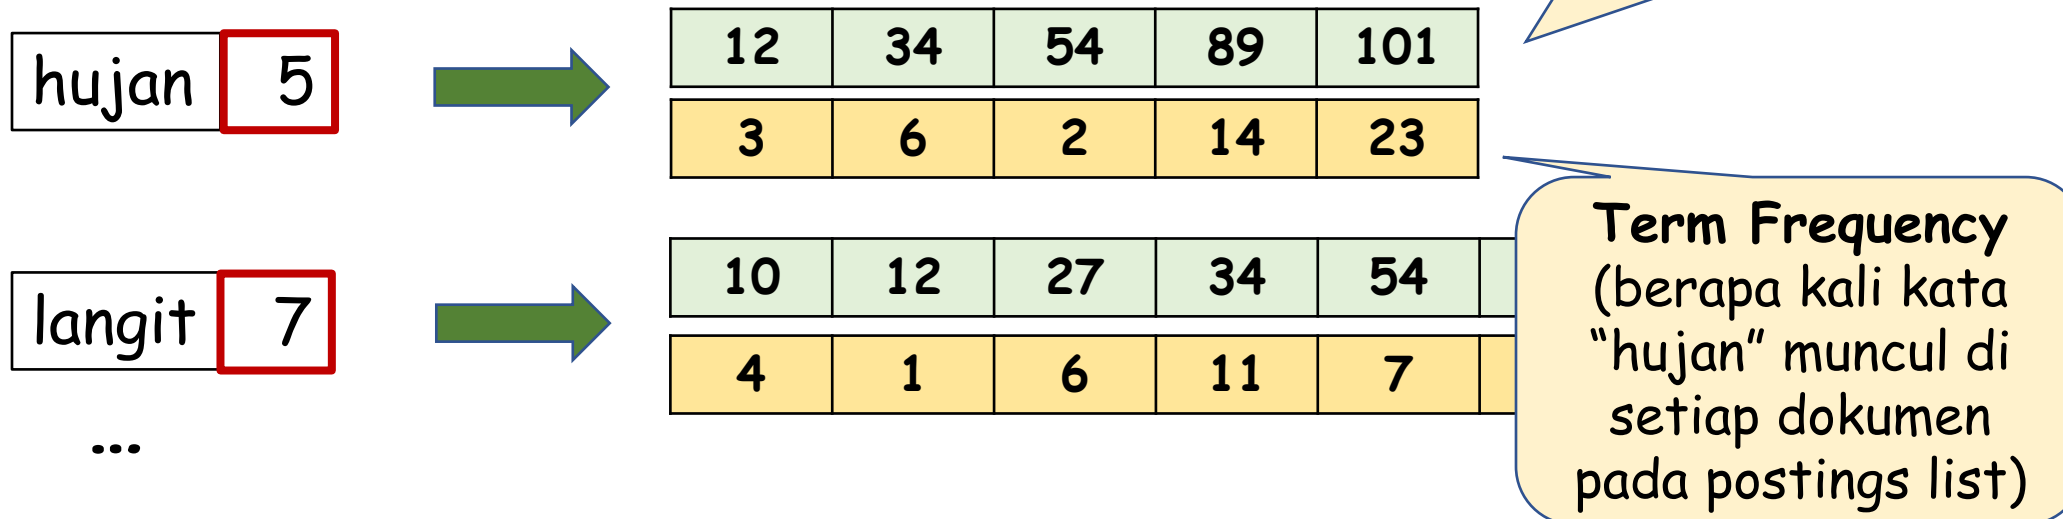 hujan 5
12 34 54 89 101
3 6 2 14 23
langit 7
10 12 27 34 54
4 1 6 11 7
...
Term Frequency
(berapa kali kata
“hujan” muncul di
setiap dokumen
pada postings list)